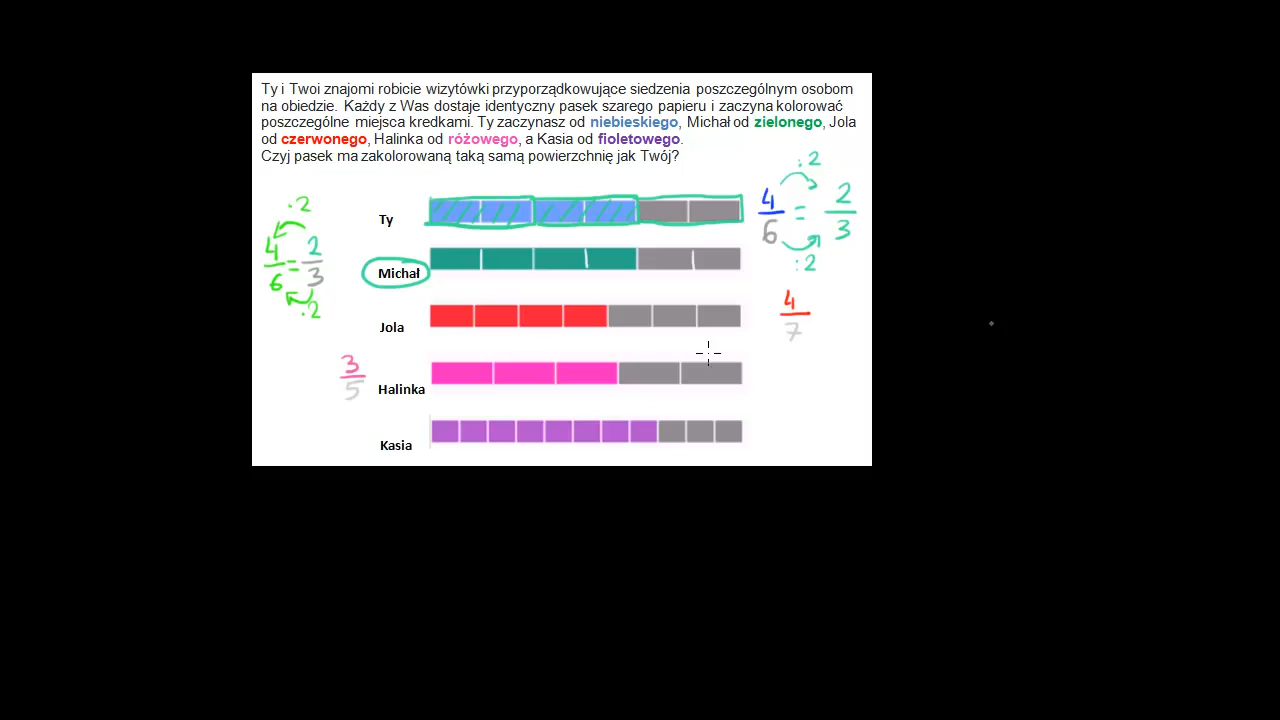 Ty i Twoi znajomi robicie wizytówki przyporządkowujące siedzenia poszczególnym osobom
na obiedzie. Każdy z Was dostaje identyczny pasek szarego papieru i zaczyna kolorować
poszczególne miejsca kredkami. Ty zaczynasz od niebieskiego, Michał od zielonego, Jola
od czerwonego, Halinka od różowego, a Kasia od fioletowego.
Czyj pasek ma zakolorowaną taką samą powierzchnię jak Twój?
:2
4/6 = 2/3
:2
Ty
·2
4/6 = 2/3
·2
Michał
4/7
Jola
3/5
Halinka
Kasia